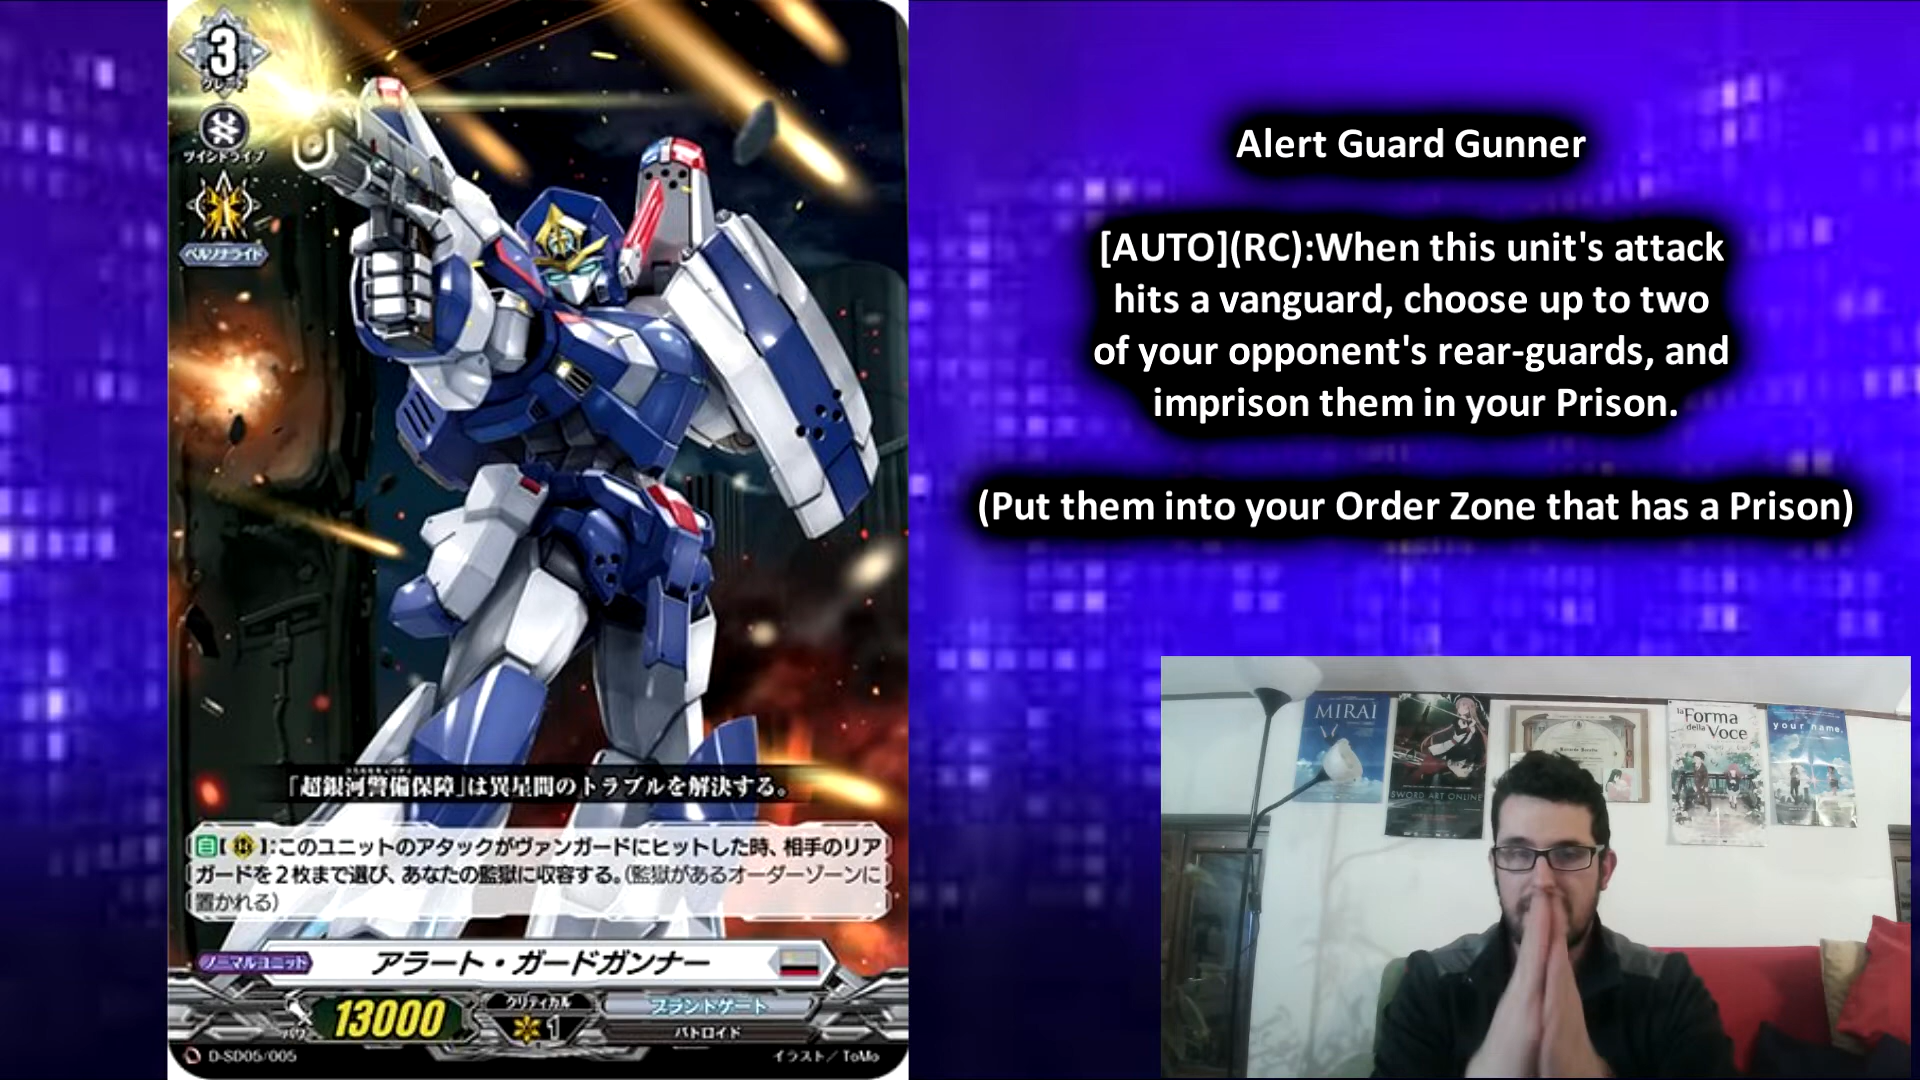 3
グレード
ツインドライブ
ペルソナライド
「超銀河警備保障」は異星間のトラブルを解決する。
自【 】:このユニットのアタックがヴァンガードにヒットした時、相手のリア
ガードを2枚まで選び、あなたの監獄に収容する。(監獄があるオーダーゾーンに
置かれる)
ノーマルユニット
アラート・ガードガンナー
パワー 13000
クリティカル
1
ブラントゲート
バトロイド
D-SD05/005
イラスト/ToMo
Alert Guard Gunner
[AUTO](RC):When this unit's attack
hits a vanguard, choose up to two
of your opponent's rear-guards, and
imprison them in your Prison.
(Put them into your Order Zone that has a Prison)
MIRAI
SWORD ART ONLINE
la Forma
della Voce
your name.